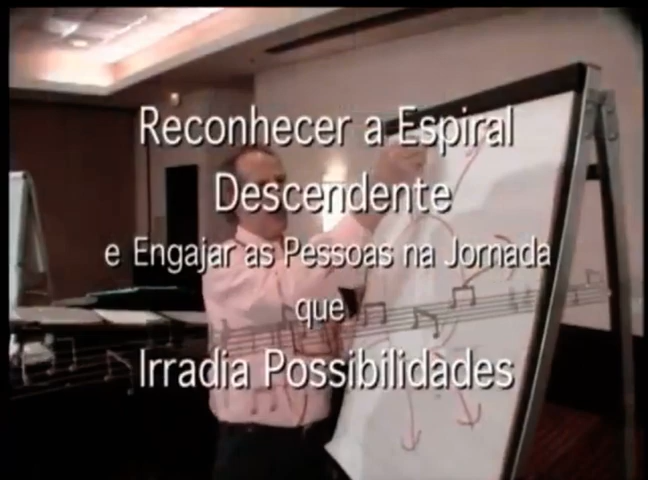 Reconhecer a Espiral
Descendente
e Engajar as Pessoas na Jornada
que
Irradia Possibilidades